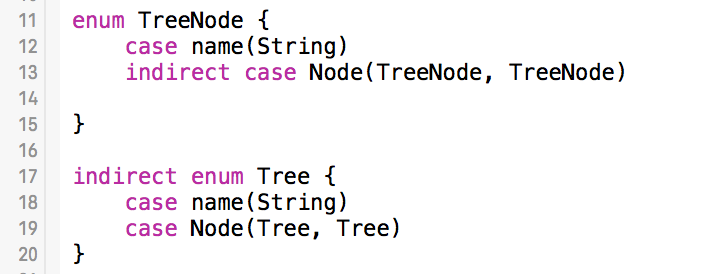 11 enum TreeNode {
12     case name(String)
13     indirect case Node(TreeNode, TreeNode)
14
15 }
16
17 indirect enum Tree {
18     case name(String)
19     case Node(Tree, Tree)
20 }